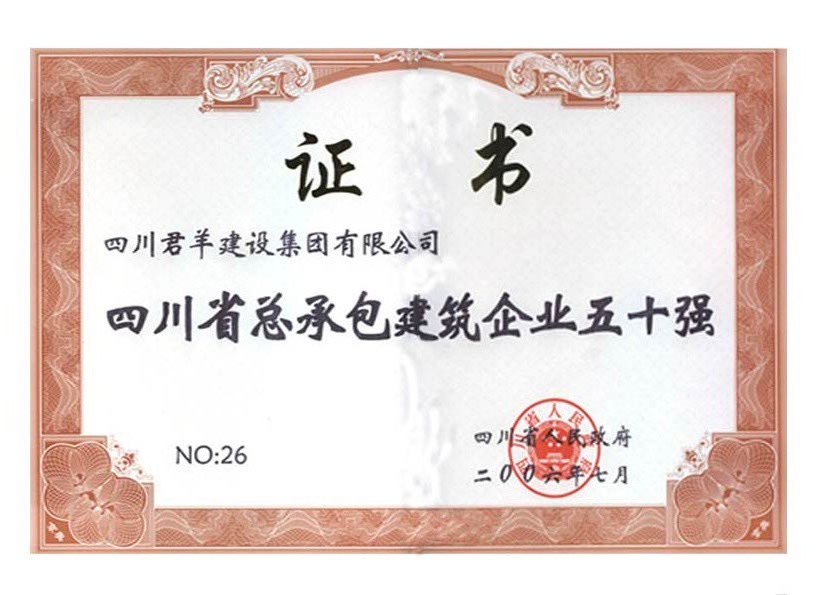 证 书
四川君羊建设集团有限公司
四川省总承包建筑企业五十强
NO:26
四川省人民政府
二00六年七月